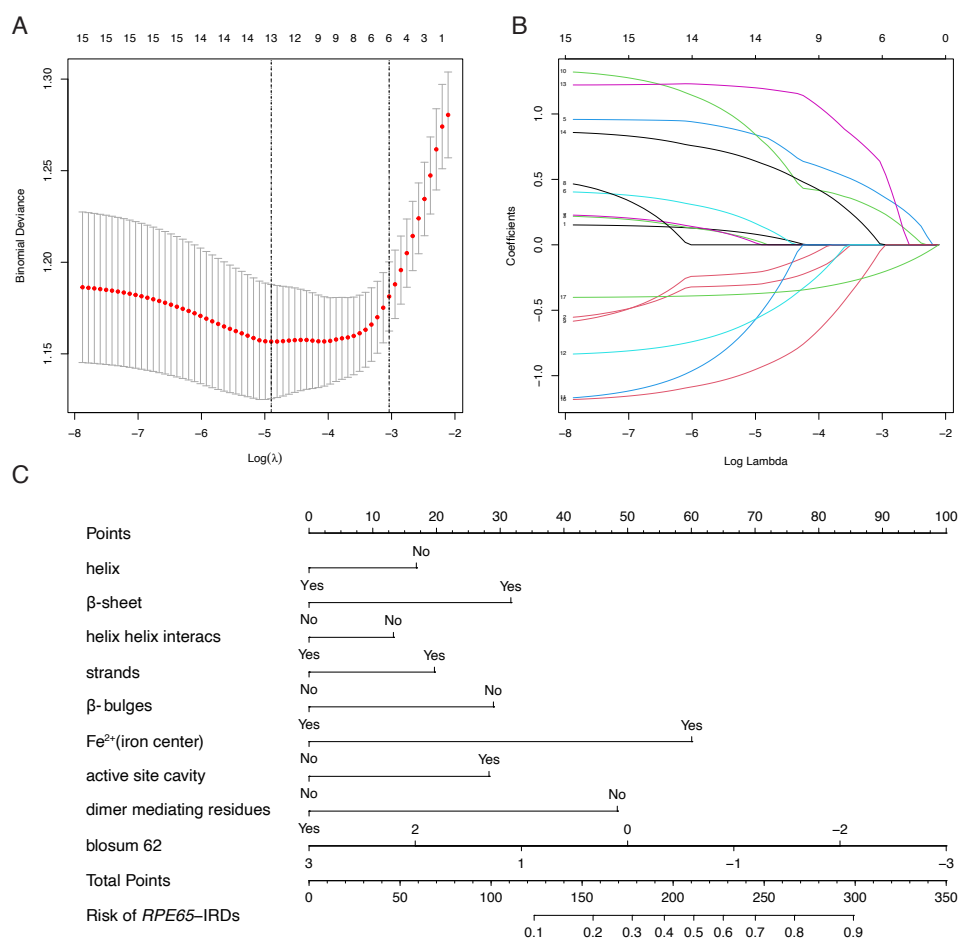 A
15 15 15 15 15 14 14 14 13 12 9 9 8 6 6 4 3 1
1.30
1.25
1.20
1.15
Binomial Deviance
−8 −7 −6 −5 −4 −3 −2
Log(λ)
B
15 15 14 14 9 6 0
1.0
0.5
0.0
−0.5
−1.0
Coefficients
10
13
5
14
8
6
1
17
12
−8 −7 −6 −5 −4 −3 −2
Log Lambda
C
Points
0 10 20 30 40 50 60 70 80 90 100
No
helix
Yes Yes
β-sheet
No No
helix helix interacs
Yes Yes
strands
No No
β- bulges
Yes Yes
Fe²⁺(iron center)
No Yes
active site cavity
No No
dimer mediating residues
Yes 2 0 −2
blosum 62
3 1 −1 −3
Total Points
0 50 100 150 200 250 300 350
Risk of RPE65−IRDs
0.1 0.2 0.3 0.4 0.5 0.6 0.7 0.8 0.9